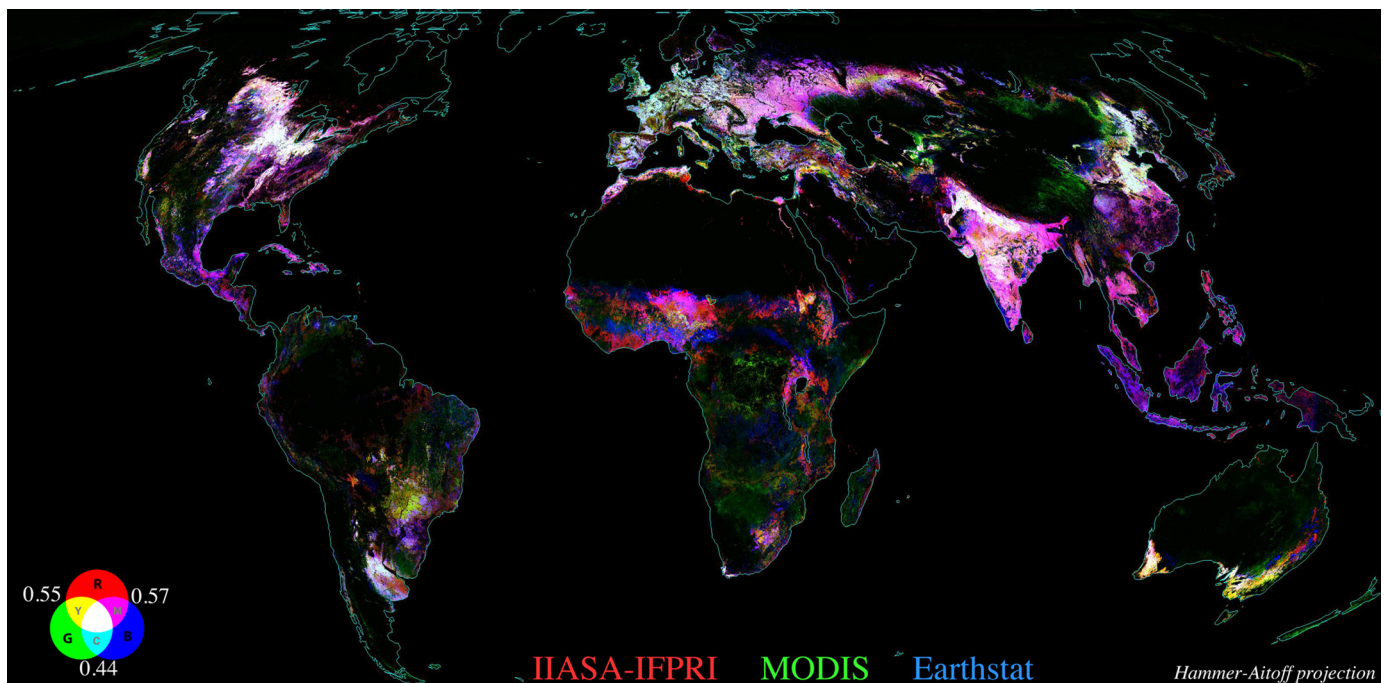 R
0.55
0.57
Y
M
G
C
B
0.44
IIASA-IFPRI MODIS Earthstat
Hammer-Aitoff projection